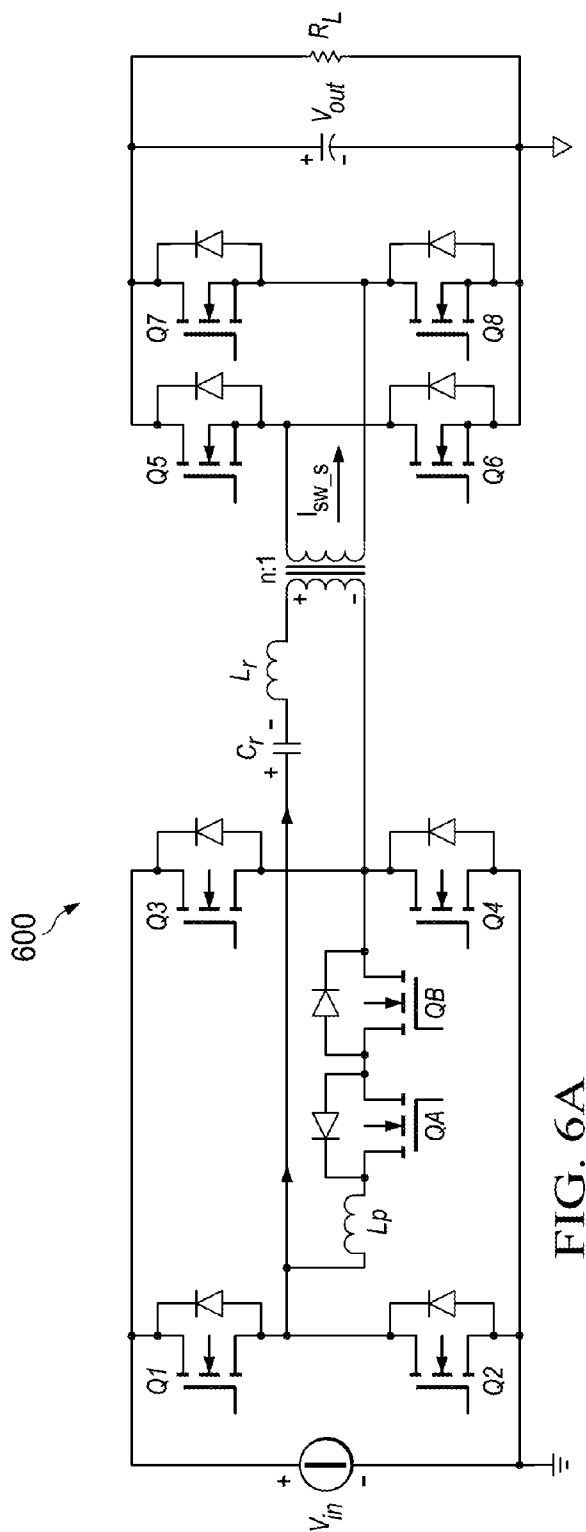 600
Q1
Q3
Q5
Q7
n:1
Cr
Lr
+
-
+
-
Vin
+
-
Lp
QA
QB
+
-
Isw_s
+
-
Vout
RL
Q2
Q4
Q6
Q8
FIG. 6A